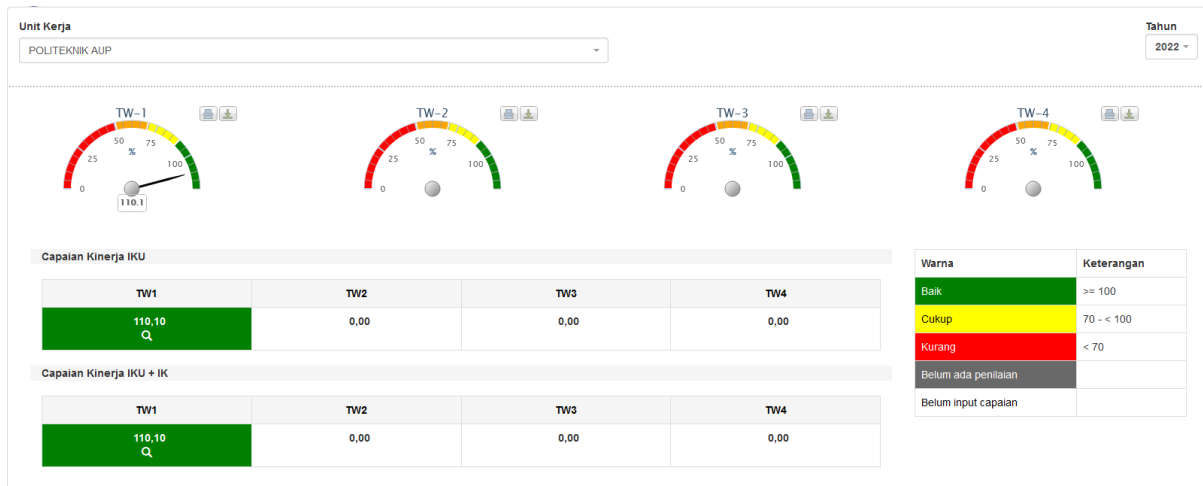 Unit Kerja
Tahun
POLITEKNIK AUP
2022
TW-1
TW-2
TW-3
TW-4
0 25 50 75 100
%
110.1
0 25 50 75 100
%
0 25 50 75 100
%
0 25 50 75 100
%
Capaian Kinerja IKU
TW1 TW2 TW3 TW4
110,10 0,00 0,00 0,00
Capaian Kinerja IKU + IK
TW1 TW2 TW3 TW4
110,10 0,00 0,00 0,00
Warna Keterangan
Baik >= 100
Cukup 70 - < 100
Kurang < 70
Belum ada penilaian
Belum input capaian